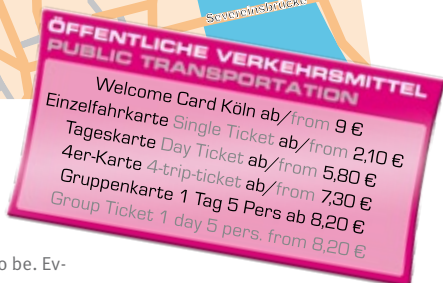 Severinsbrücke
ÖFFENTLICHE VERKEHRSMITTEL
PUBLIC TRANSPORTATION
Welcome Card Köln ab/from 9 €
Einzelfahrkarte Single Ticket ab/from 2,10 €
Tageskarte Day Ticket ab/from 5,80 €
4er-Karte 4-trip-ticket ab/from 7,30 €
Gruppenkarte 1 Tag 5 Pers ab 8,20 €
Group Ticket 1 day 5 pers. from 8,20 €
o be. Ev-